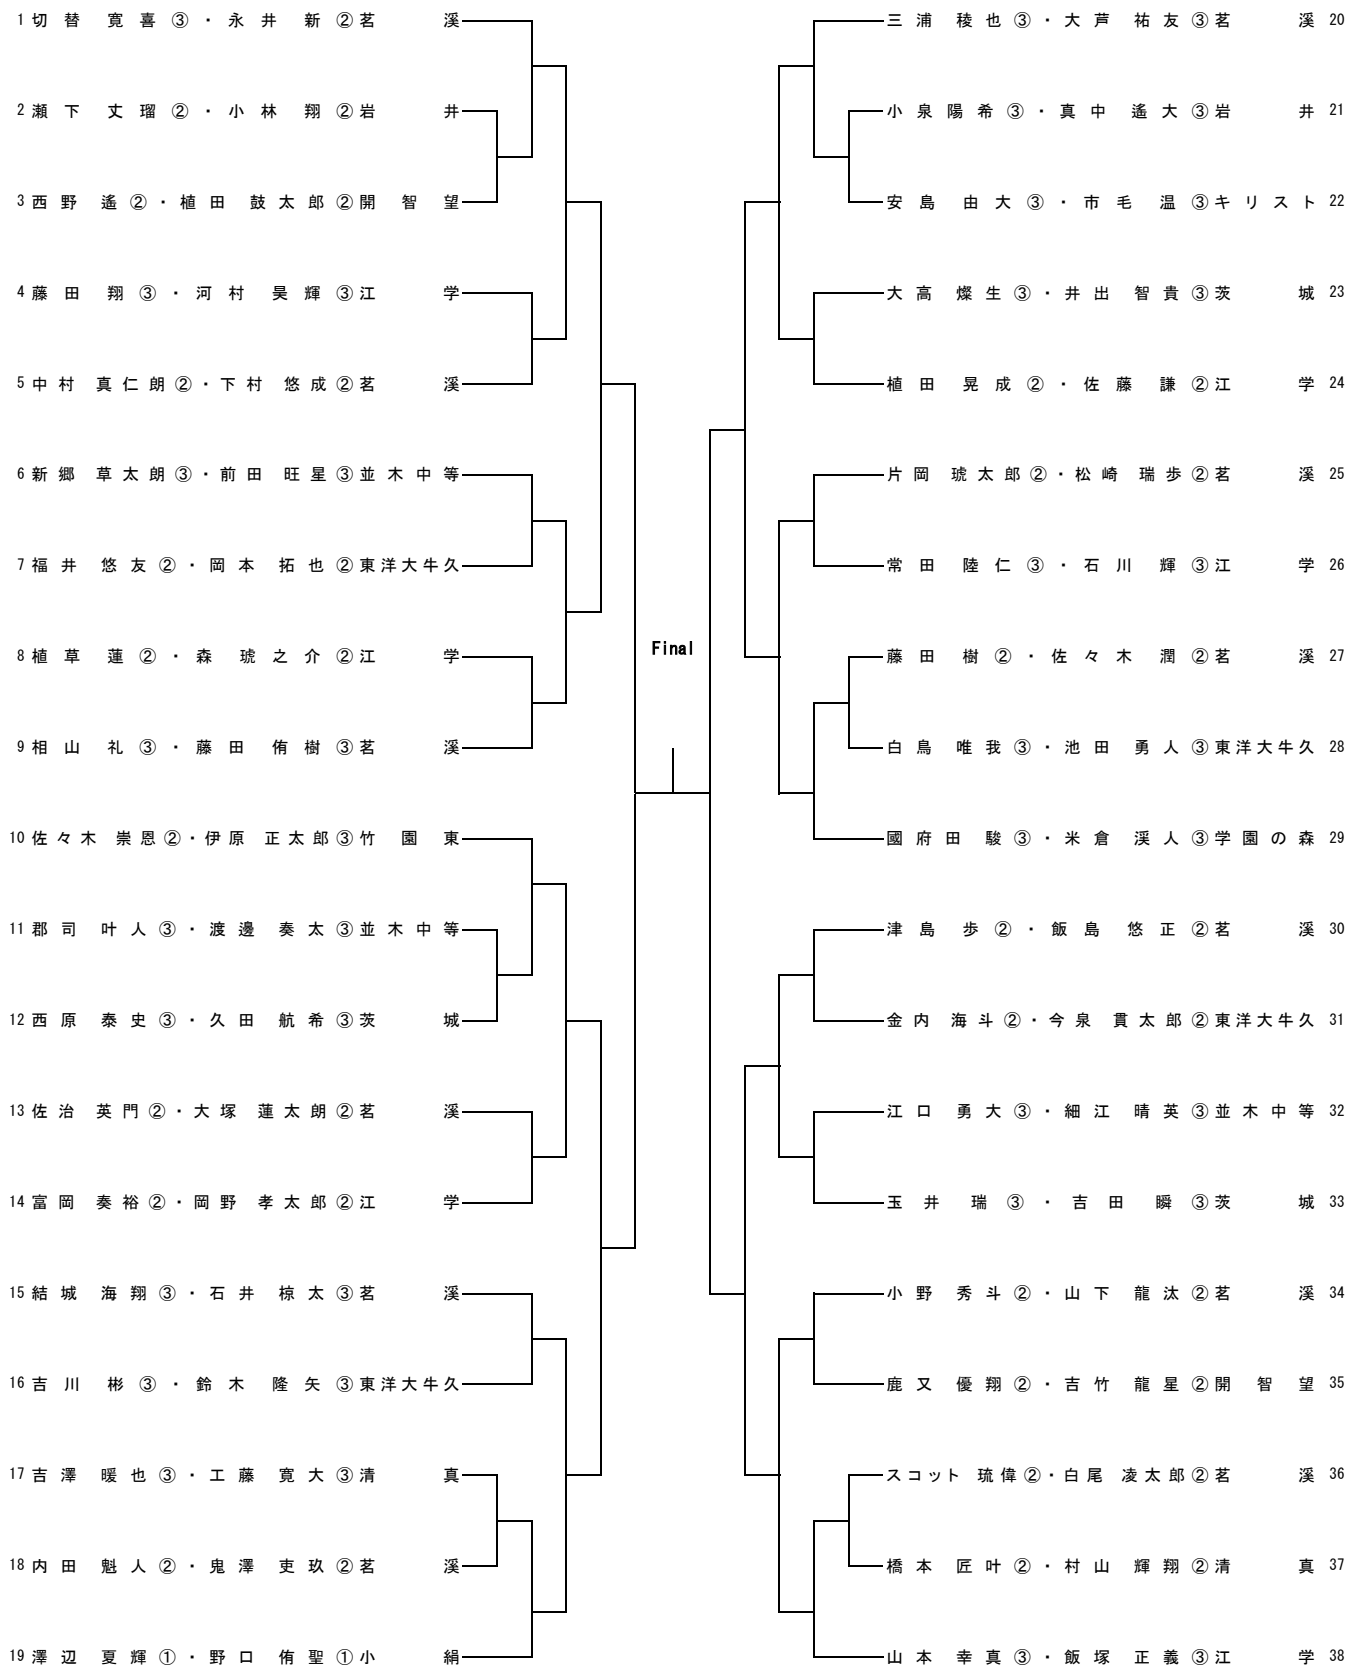 1 切替 寛喜③・永井 新②茗溪
2 瀬下 丈瑠②・小林 翔②岩井
3 西野 遙②・植田 鼓太郎②開智望
4 藤田 翔③・河村 昊輝③江学
5 中村 真仁朗②・下村 悠成②茗溪
6 新郷 草太朗③・前田 旺星③並木中等
7 福井 悠友②・岡本 拓也②東洋大牛久
8 植草 蓮②・森 琥之介②江学
9 相山 礼③・藤田 侑樹③茗溪
10 佐々木 崇恩②・伊原 正太郎③竹園東
11 郡司 叶人③・渡邊 奏太③並木中等
12 西原 泰史③・久田 航希③茨城
13 佐治 英門②・大塚 蓮太朗②茗溪
14 富岡 奏裕②・岡野 孝太郎②江学
15 結城 海翔③・石井 椋太③茗溪
16 吉川 彬③・鈴木 隆矢③東洋大牛久
17 吉澤 暖也③・工藤 寛大③清真
18 内田 魁人②・鬼澤 吏玖②茗溪
19 澤辺 夏輝①・野口 侑聖①小絹
Final
三浦 稜也③・大芦 祐友③茗溪 20
小泉陽希③・真中 遙大③岩井 21
安島 由大③・市毛 温③キリスト 22
大高 燦生③・井出 智貴③茨城 23
植田 晃成②・佐藤 謙②江学 24
片岡 琥太郎②・松崎 瑞歩②茗溪 25
常田 陸仁③・石川 輝③江学 26
藤田 樹②・佐々木 潤②茗溪 27
白鳥 唯我③・池田 勇人③東洋大牛久 28
國府田 駿③・米倉 渓人③学園の森 29
津島 歩②・飯島 悠正②茗溪 30
金内 海斗②・今泉 貫太郎②東洋大牛久 31
江口 勇大③・細江 晴英③並木中等 32
玉井 瑞③・吉田 瞬③茨城 33
小野 秀斗②・山下 龍汰②茗溪 34
鹿又 優翔②・吉竹 龍星②開智望 35
スコット 琉偉②・白尾 凌太郎②茗溪 36
橋本 匠叶②・村山 輝翔②清真 37
山本 幸真③・飯塚 正義③江学 38